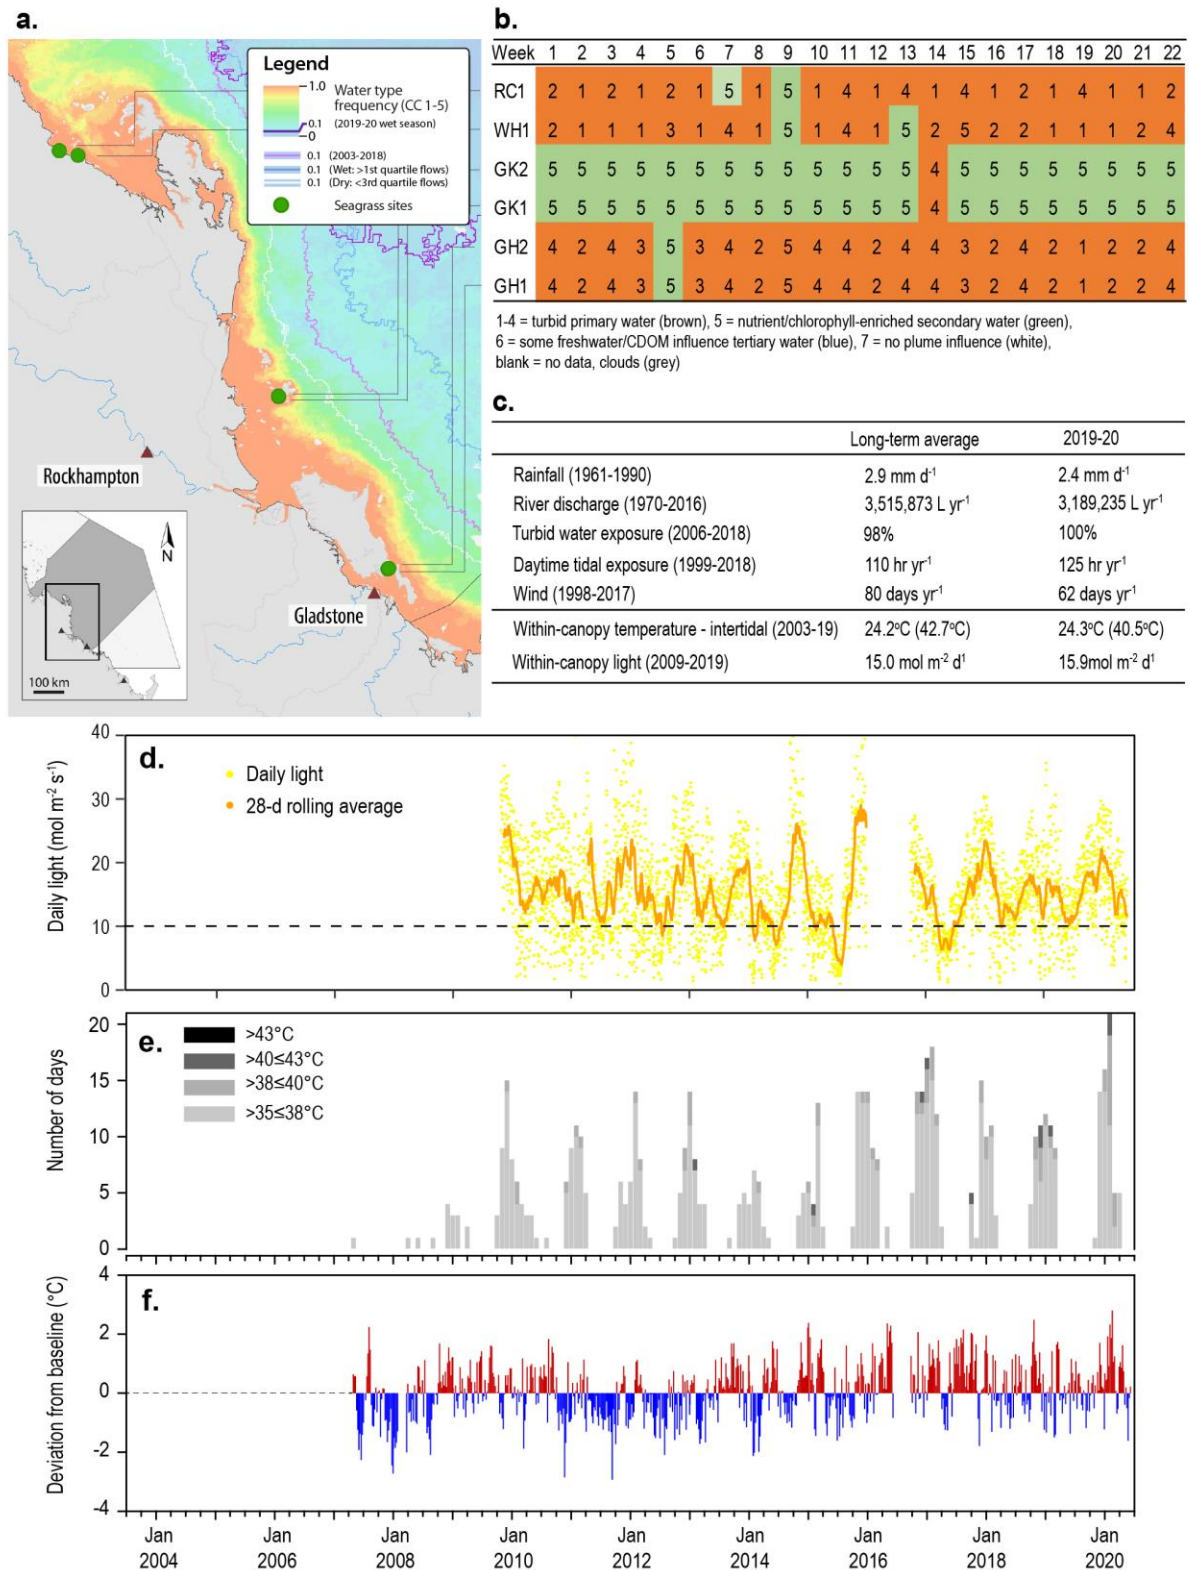 a.
Legend
1.0
Water type
frequency (CC 1-5)
0.1
(2019-20 wet season)
0
0.1 (2003-2018)
0.1 (Wet: >1st quartile flows)
0.1 (Dry: <3rd quartile flows)
Seagrass sites
Rockhampton
Gladstone
N
100 km
b.
Week 1 2 3 4 5 6 7 8 9 10 11 12 13 14 15 16 17 18 19 20 21 22
RC1 2 1 2 1 2 1 5 1 5 1 4 1 4 1 4 1 2 1 4 1 1 2
WH1 2 1 1 1 3 1 4 1 5 1 4 1 5 2 5 2 2 1 1 1 2 4
GK2 5 5 5 5 5 5 5 5 5 5 5 5 5 4 5 5 5 5 5 5 5 5
GK1 5 5 5 5 5 5 5 5 5 5 5 5 5 4 5 5 5 5 5 5 5 5
GH2 4 2 4 3 5 3 4 2 5 4 4 2 4 4 3 2 4 2 1 2 2 4
GH1 4 2 4 3 5 3 4 2 5 4 4 2 4 4 3 2 4 2 1 2 2 4
1-4 = turbid primary water (brown), 5 = nutrient/chlorophyll-enriched secondary water (green),
6 = some freshwater/CDOM influence tertiary water (blue), 7 = no plume influence (white),
blank = no data, clouds (grey)
c.
Long-term average 2019-20
Rainfall (1961-1990) 2.9 mm d-1 2.4 mm d-1
River discharge (1970-2016) 3,515,873 L yr-1 3,189,235 L yr-1
Turbid water exposure (2006-2018) 98% 100%
Daytime tidal exposure (1999-2018) 110 hr yr-1 125 hr yr-1
Wind (1998-2017) 80 days yr-1 62 days yr-1
Within-canopy temperature - intertidal (2003-19) 24.2ºC (42.7ºC) 24.3ºC (40.5ºC)
Within-canopy light (2009-2019) 15.0 mol m-2 d1 15.9mol m-2 d1
d.
Daily light (mol m-2 s-1)
40
30
20
10
0
Daily light
28-d rolling average
e.
Number of days
20
15
10
5
0
>43°C
>40≤43°C
>38≤40°C
>35≤38°C
f.
Deviation from baseline (°C)
4
2
0
-2
-4
Jan Jan Jan Jan Jan Jan Jan Jan Jan
2004 2006 2008 2010 2012 2014 2016 2018 2020